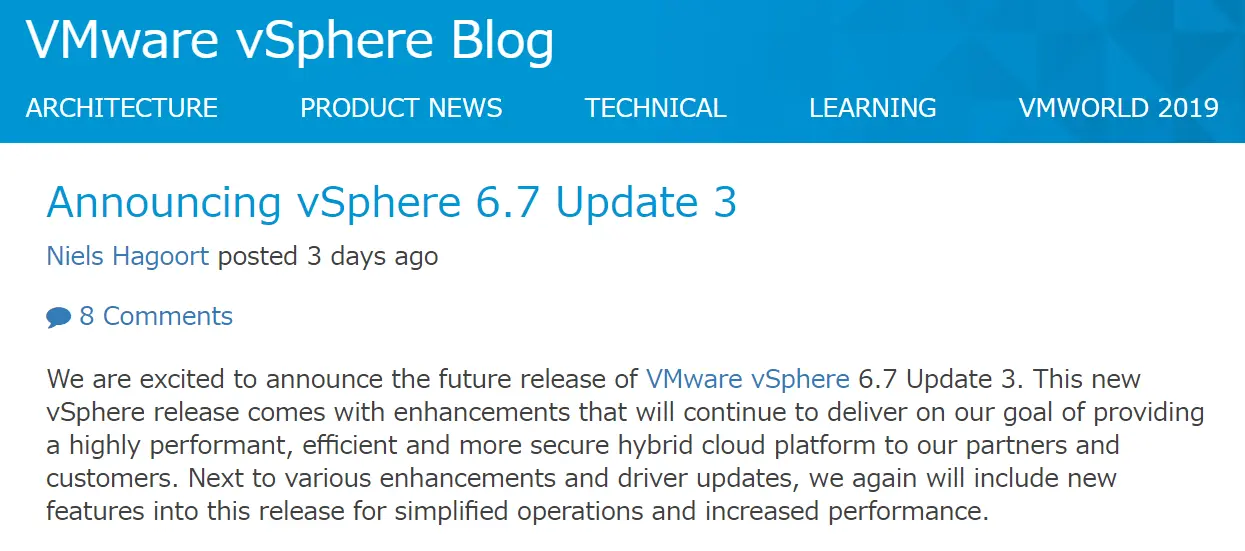 VMware vSphere Blog
ARCHITECTURE PRODUCT NEWS TECHNICAL LEARNING VMWORLD 2019
Announcing vSphere 6.7 Update 3
Niels Hagoort posted 3 days ago
8 Comments
We are excited to announce the future release of VMware vSphere 6.7 Update 3. This new
vSphere release comes with enhancements that will continue to deliver on our goal of providing
a highly performant, efficient and more secure hybrid cloud platform to our partners and
customers. Next to various enhancements and driver updates, we again will include new
features into this release for simplified operations and increased performance.